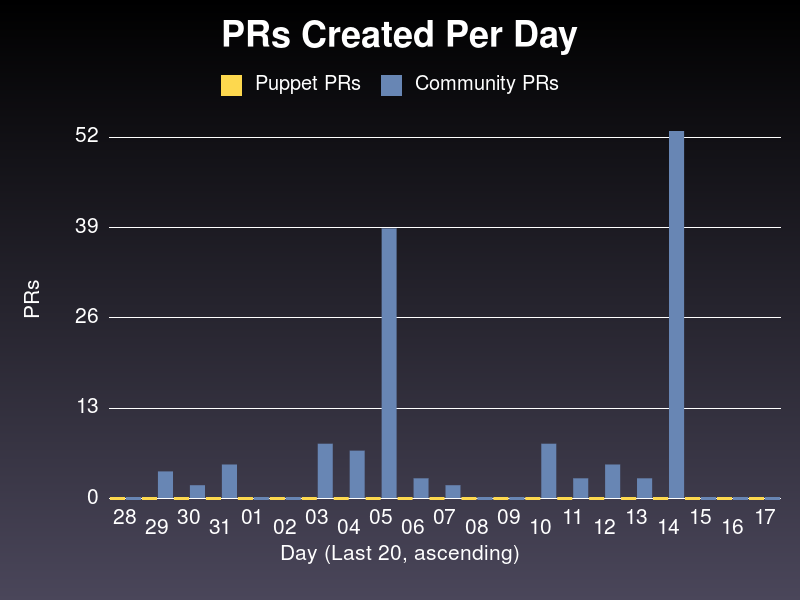 PRs Created Per Day
Puppet PRs Community PRs
52
39
26
13
0
PRs
28 29 30 31 01 02 03 04 05 06 07 08 09 10 11 12 13 14 15 16 17
Day (Last 20, ascending)